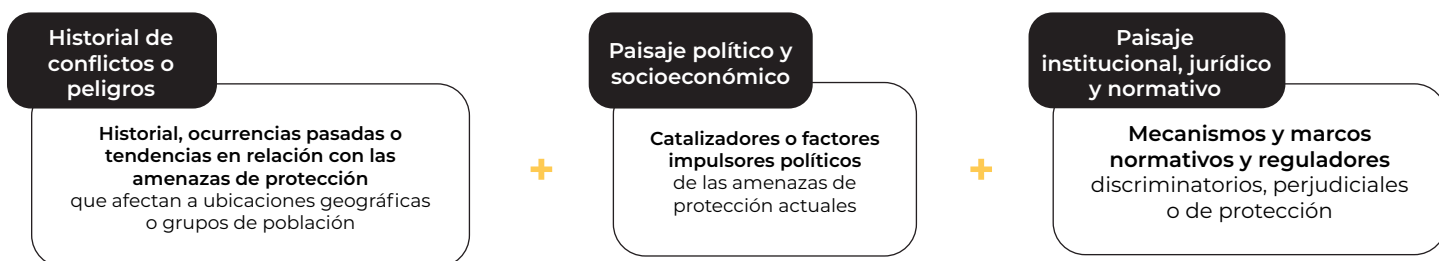 Historial de
conflictos o
peligros
Historial, ocurrencias pasadas o
tendencias en relación con las
amenazas de protección
que afectan a ubicaciones geográficas
o grupos de población
+
Paisaje político y
socioeconómico
Catalizadores o factores
impulsores políticos
de las amenazas de
protección actuales
+
Paisaje
institucional, jurídico
y normativo
Mecanismos y marcos
normativos y reguladores
discriminatorios, perjudiciales
o de protección